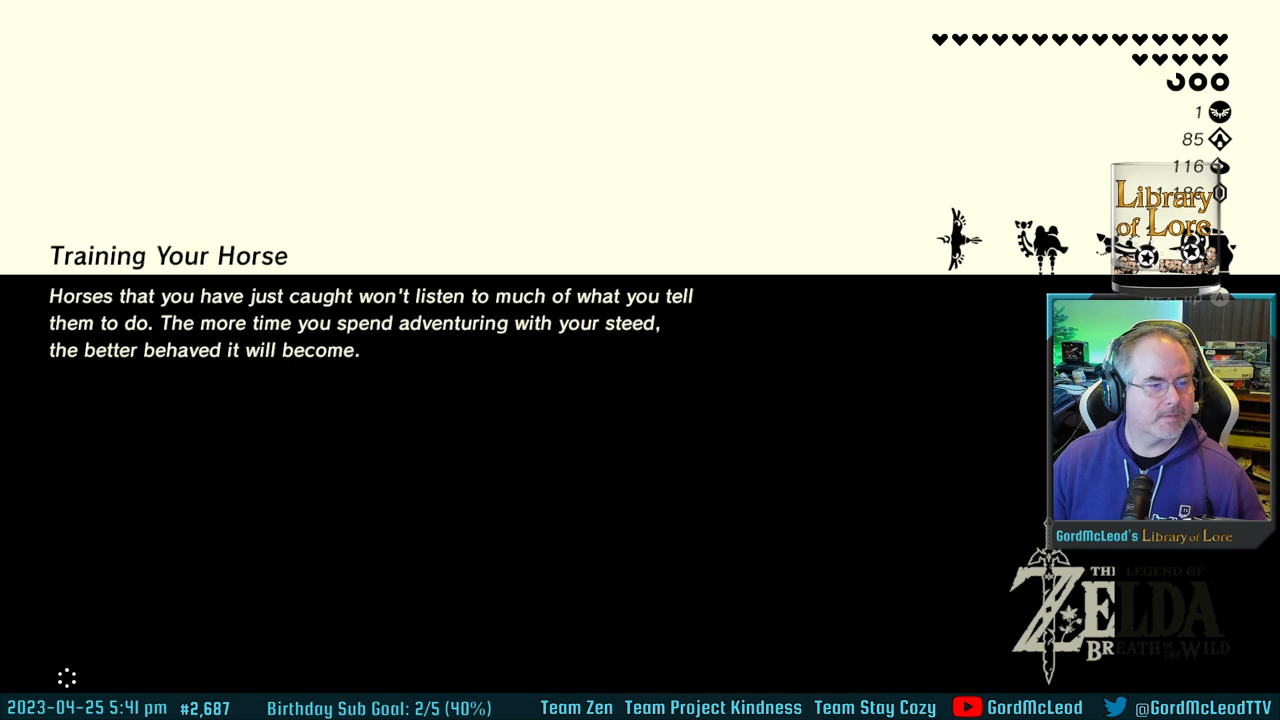 1
85
116
1,186
Library
of Lore
Training Your Horse
Horses that you have just caught won't listen to much of what you tell
them to do. The more time you spend adventuring with your steed,
the better behaved it will become.
GordMcLeod's Library of Lore
THE LEGEND OF
ZELDA
BREATH OF THE WILD
2023-04-25 5:41 pm #2,687 Birthday Sub Goal: 2/5 (40%) Team Zen Team Project Kindness Team Stay Cozy GordMcLeod @GordMcLeodTTV